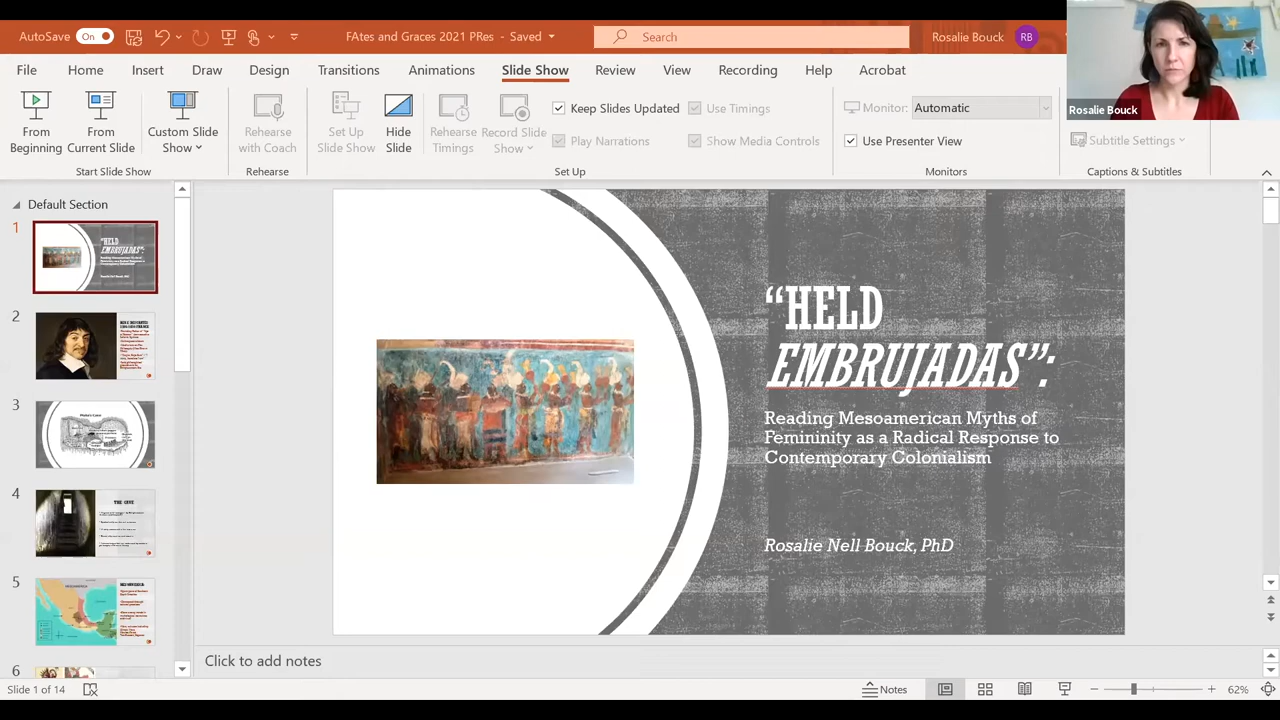 AutoSave On FAtes and Graces 2021 PRes - Saved Search Rosalie Bouck RB
File Home Insert Draw Design Transitions Animations Slide Show Review View Recording Help Acrobat
Rosalie Bouck
From Beginning
From Current Slide
Custom Slide Show
Start Slide Show
Rehearse with Coach
Rehearse
Set Up Slide Show
Hide Slide
Rehearse Timings
Record Slide Show
Keep Slides Updated
Play Narrations
Use Timings
Show Media Controls
Set Up
Monitor: Automatic
Use Presenter View
Monitors
Subtitle Settings
Captions & Subtitles
Default Section
1
"HELD
EMBRUJADAS":
2
3
4
THE CAVE
5
6
“HELD
EMBRUJADAS”:
Reading Mesoamerican Myths of
Femininity as a Radical Response to
Contemporary Colonialism
Rosalie Nell Bouck, PhD
Click to add notes
Slide 1 of 14 Notes 62%